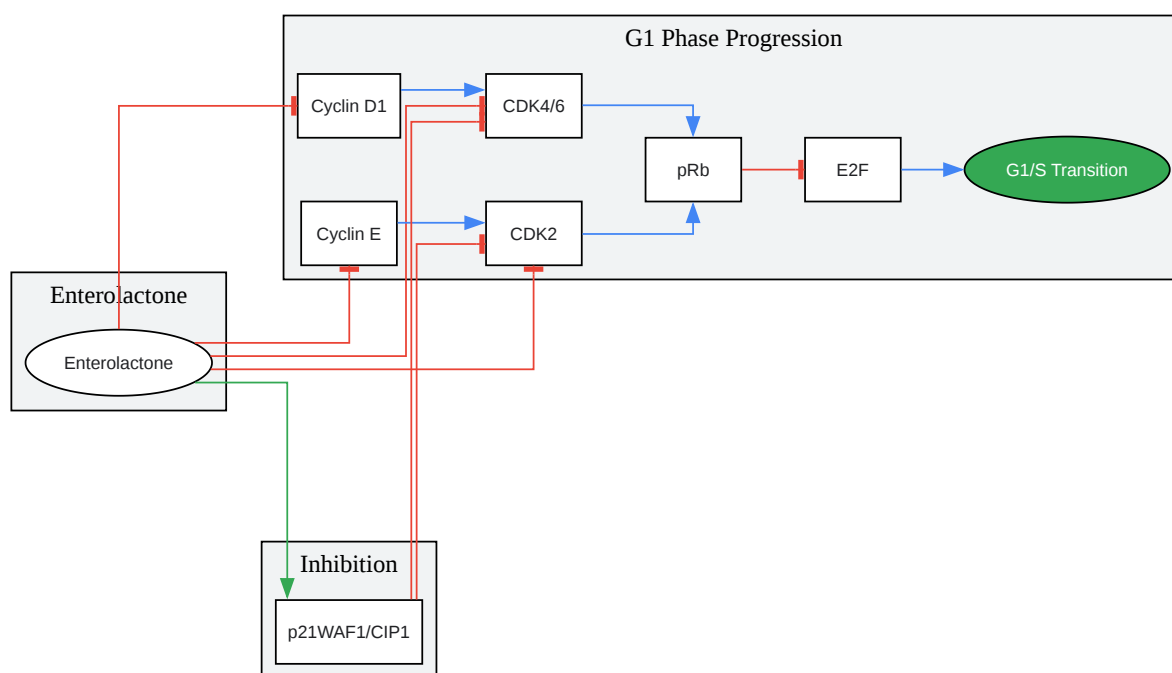 G1 Phase Progression
Cyclin D1
CDK4/6
pRb
E2F
G1/S Transition
Cyclin E
CDK2
Enterolactone
Enterolactone
Inhibition
p21WAF1/CIP1